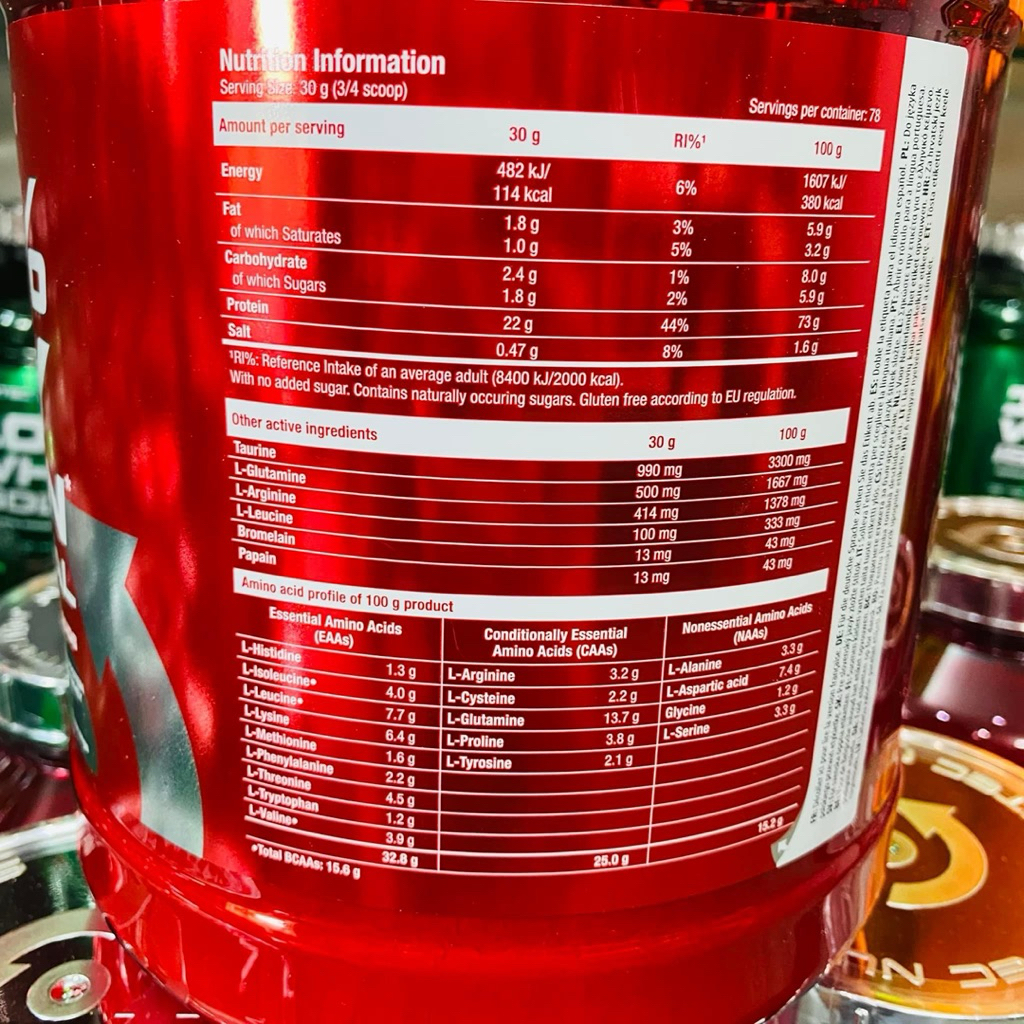 Nutrition Information
Serving Size: 30 g (3/4 scoop)
Servings per container: 78
Amount per serving 30 g RI%¹ 100 g
Energy 482 kJ/ 114 kcal 6% 1607 kJ/ 380 kcal
Fat 1.8 g 3% 5.9 g
of which Saturates 1.0 g 5% 3.2 g
Carbohydrate 2.4 g 1% 8.0 g
of which Sugars 1.8 g 2% 5.9 g
Protein 22 g 44% 73 g
Salt 0.47 g 8% 1.6 g
¹RI%: Reference Intake of an average adult (8400 kJ/2000 kcal).
With no added sugar. Contains naturally occuring sugars. Gluten free according to EU regulation.
Other active ingredients 30 g 100 g
Taurine 990 mg 3300 mg
L-Glutamine 500 mg 1667 mg
L-Arginine 414 mg 1378 mg
L-Leucine 100 mg 333 mg
Bromelain 13 mg 43 mg
Papain 13 mg 43 mg
Amino acid profile of 100 g product
Essential Amino Acids
(EAAs)
L-Histidine 1.3 g
L-Isoleucine• 4.0 g
L-Leucine• 7.7 g
L-Lysine 6.4 g
L-Methionine 1.6 g
L-Phenylalanine 2.2 g
L-Threonine 4.5 g
L-Tryptophan 1.2 g
L-Valine• 3.9 g
32.8 g
•Total BCAAs: 15.6 g
Conditionally Essential
Amino Acids (CAAs)
L-Arginine 3.2 g
L-Cysteine 2.2 g
L-Glutamine 13.7 g
L-Proline 3.8 g
L-Tyrosine 2.1 g
25.0 g
Nonessential Amino Acids
(NAAs)
L-Alanine 3.3 g
L-Aspartic acid 7.4 g
Glycine 1.2 g
L-Serine 3.3 g
15.2 g